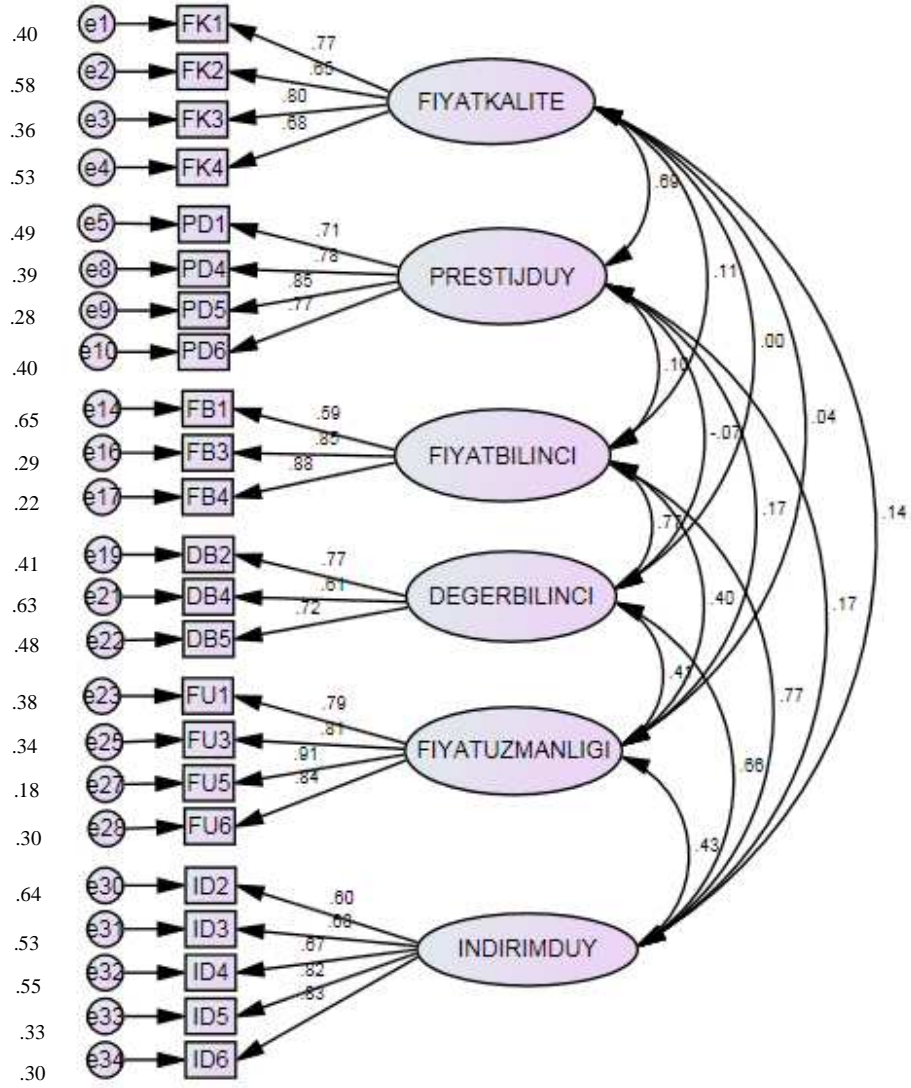 .40 e1 FK1 .77
.58 e2 FK2 .65
.36 e3 FK3 .80
.53 e4 FK4 .68
FIYATKALITE
.69
.49 e5 PD1 .71
.39 e8 PD4 .78
.28 e9 PD5 .85
.40 e10 PD6 .77
PRESTIJDUY
.11
.00
.10
.04
-.07
.65 e14 FB1 .59
.29 e16 FB3 .85
.22 e17 FB4 .88
FIYATBILINCI
.17
.14
.77
.41 e19 DB2 .77
.63 e21 DB4 .61
.48 e22 DB5 .72
DEGERBILINCI
.40
.17
.41
.77
.38 e23 FU1 .79
.34 e25 FU3 .81
.18 e27 FU5 .91
.30 e28 FU6 .84
FIYATUZMANLIGI
.66
.43
.64 e30 ID2 .60
.53 e31 ID3 .68
.55 e32 ID4 .67
.33 e33 ID5 .82
.30 e34 ID6 .83
INDIRIMDUY